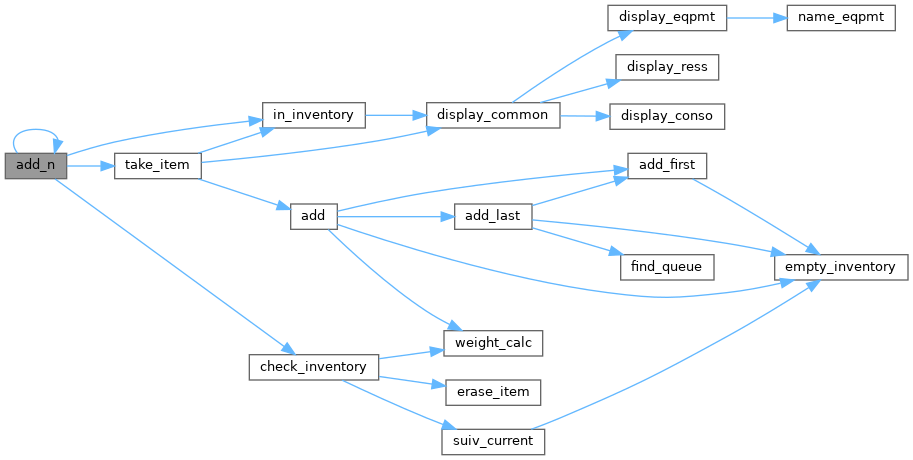 display_eqpmt
name_eqpmt
display_ress
in_inventory
display_common
display_conso
add_n
take_item
add_first
add
add_last
find_queue
empty_inventory
weight_calc
check_inventory
erase_item
suiv_current